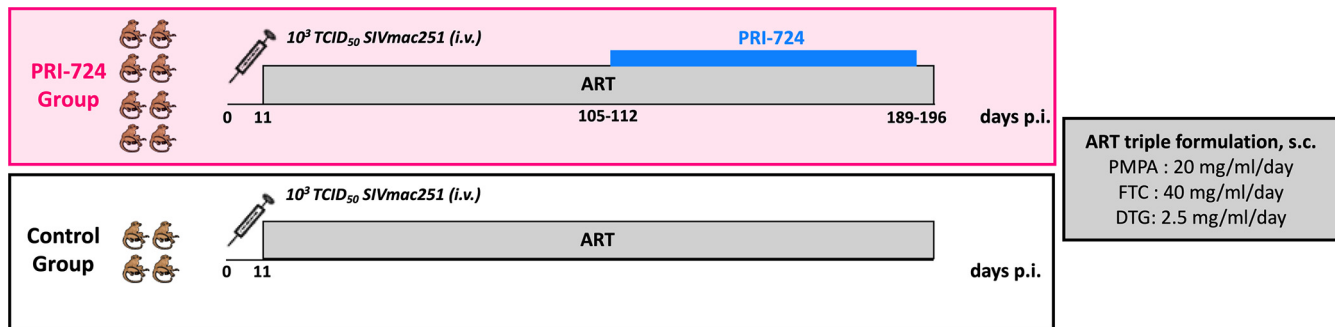 PRI-724
Group
10³ TCID₅₀ SIVmac251 (i.v.)
PRI-724
ART
0 11 105-112 189-196 days p.i.
Control
Group
10³ TCID₅₀ SIVmac251 (i.v.)
ART
0 11 days p.i.
ART triple formulation, s.c.
PMPA : 20 mg/ml/day
FTC : 40 mg/ml/day
DTG: 2.5 mg/ml/day